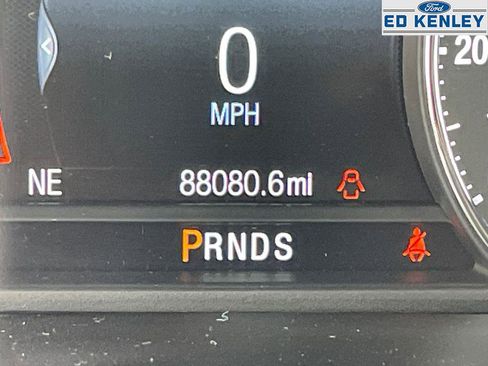 Ford
ED KENLEY
20
0
MPH
NE 88080.6mi
PRNDS